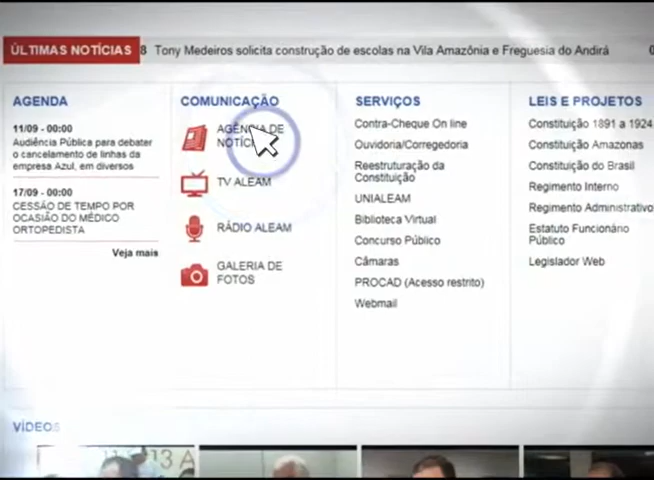 ÚLTIMAS NOTÍCIAS 8 Tony Medeiros solicita construção de escolas na Vila Amazônia e Freguesia do Andirá
AGENDA
11/09 - 00:00
Audiência Pública para debater
o cancelamento de linhas da
empresa Azul, em diversos
17/09 - 00:00
CESSÃO DE TEMPO POR
OCASIÃO DO MÉDICO
ORTOPEDISTA
Veja mais
COMUNICAÇÃO
AGÊNCIA DE
TV ALEAM
RÁDIO ALEAM
GALERIA DE
FOTOS
SERVIÇOS
Contra-Cheque On line
Ouvidoria/Corregedoria
Reestruturação da
Constituição
UNIALEAM
Biblioteca Virtual
Concurso Público
Câmaras
PROCAD (Acesso restrito)
Webmail
LEIS E PROJETOS
Constituição 1891 a 1924
Constituição Amazonas
Constituição do Brasil
Regimento Interno
Regimento Administrativo
Estatuto Funcionário
Público
Legislador Web
VÍDEOS